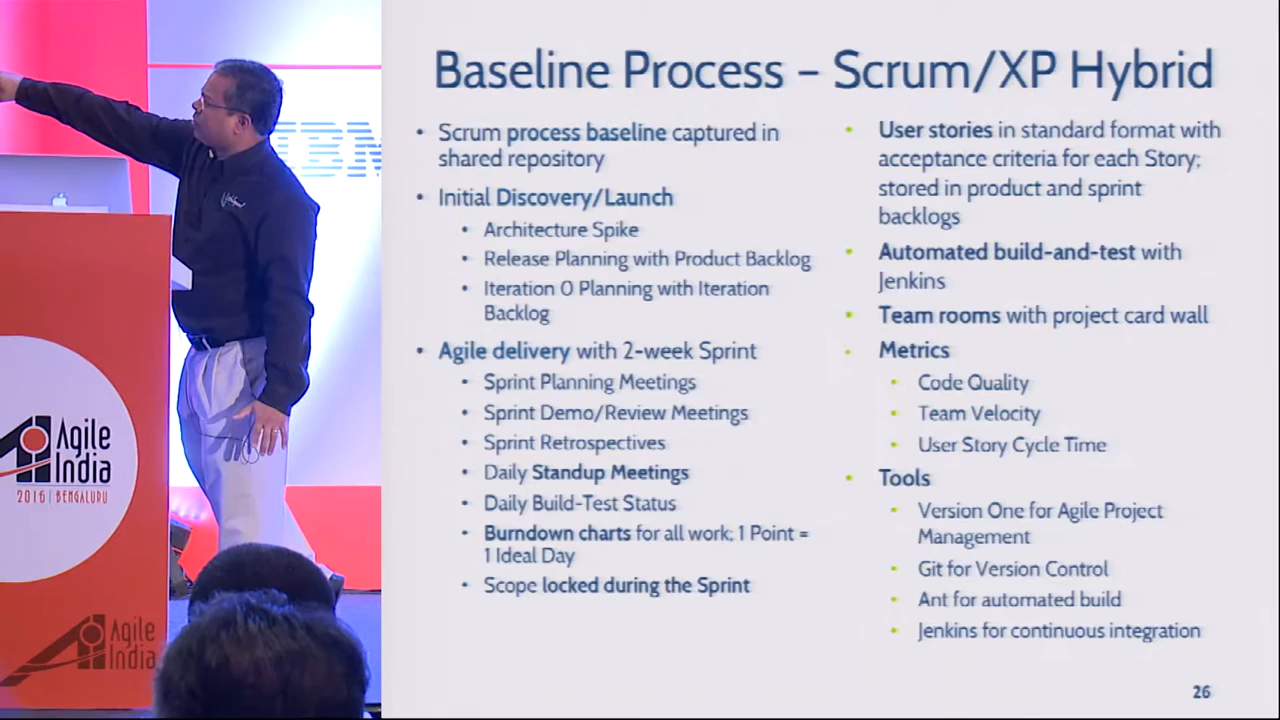 Baseline Process – Scrum/XP Hybrid
• Scrum process baseline captured in
shared repository
• Initial Discovery/Launch
• Architecture Spike
• Release Planning with Product Backlog
• Iteration 0 Planning with Iteration
Backlog
• Agile delivery with 2-week Sprint
• Sprint Planning Meetings
• Sprint Demo/Review Meetings
• Sprint Retrospectives
• Daily Standup Meetings
• Daily Build-Test Status
• Burndown charts for all work; 1 Point =
1 Ideal Day
• Scope locked during the Sprint
• User stories in standard format with
acceptance criteria for each Story;
stored in product and sprint
backlogs
• Automated build-and-test with
Jenkins
• Team rooms with project card wall
• Metrics
• Code Quality
• Team Velocity
• User Story Cycle Time
• Tools
• Version One for Agile Project
Management
• Git for Version Control
• Ant for automated build
• Jenkins for continuous integration
26
IBM
Agile
India
2016 | BENGALURU
Agile
India